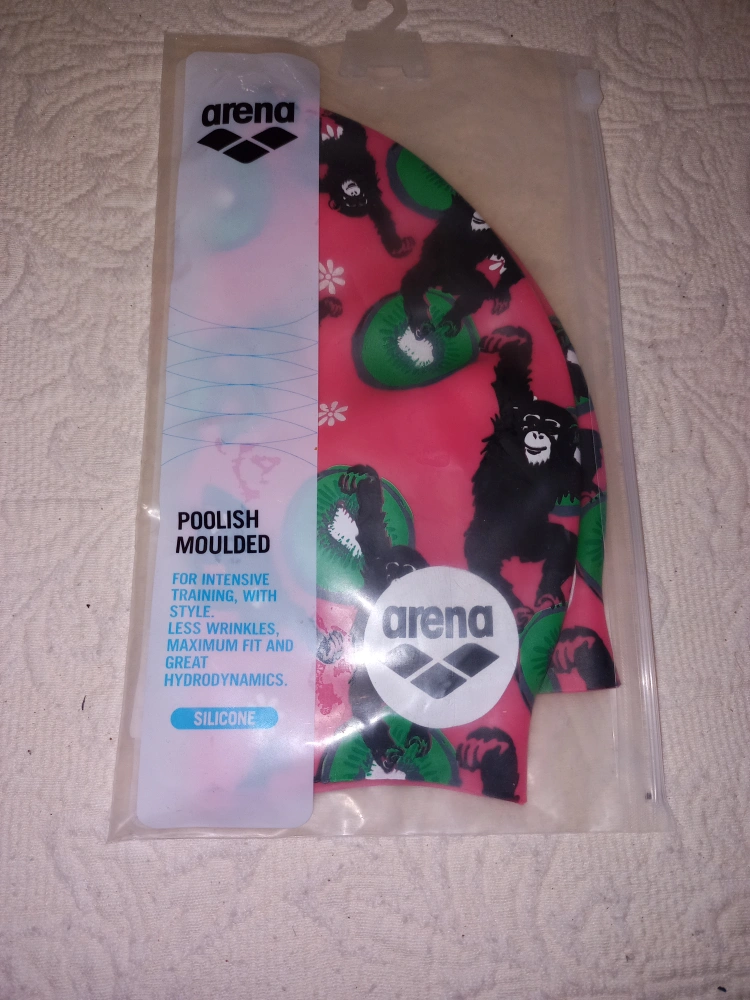 arena
POOLISH
MOULDED
FOR INTENSIVE
TRAINING, WITH
STYLE.
LESS WRINKLES,
MAXIMUM FIT AND
GREAT
HYDRODYNAMICS.
SILICONE
arena